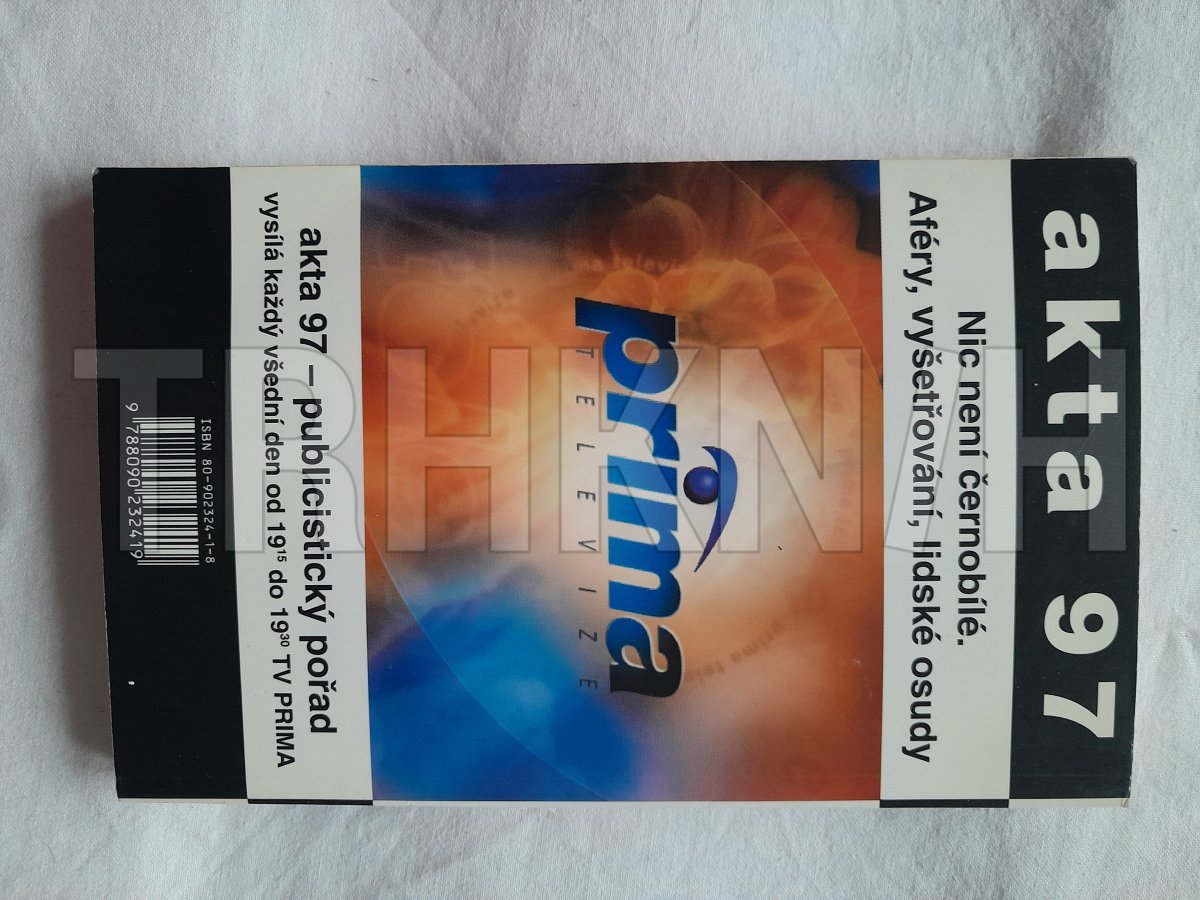 akta 97
Nic není černobílé.
Aféry, vyšetřování, lidské osudy
prima
TELEVIZE
akta 97 – publicistický pořad
vysílá každý všední den od 19¹⁵ do 19³⁰ TV PRIMA
ISBN 80-902324-1-8
9 788090 232419
TRHKNIH